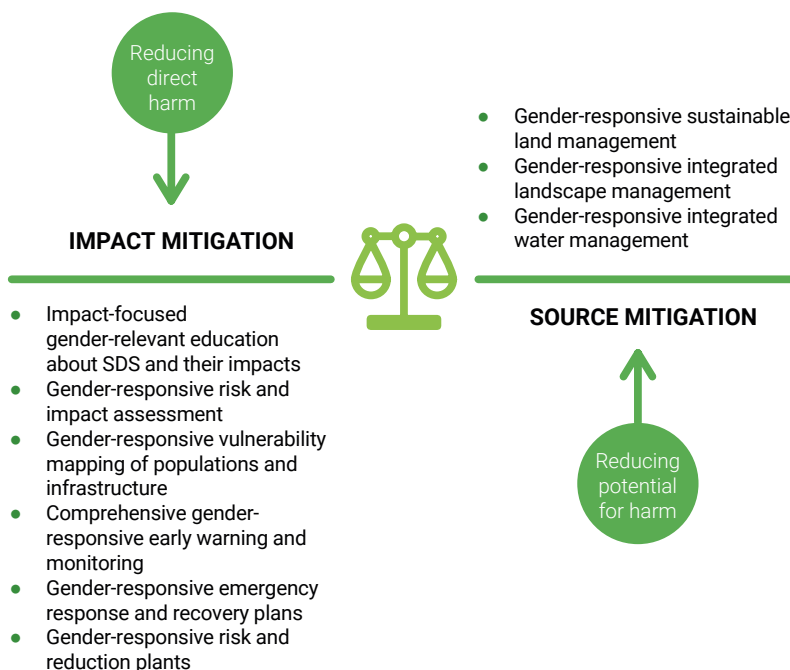 Reducing
direct
harm
IMPACT MITIGATION
● Impact-focused
gender-relevant education
about SDS and their impacts
● Gender-responsive risk and
impact assessment
● Gender-responsive vulnerability
mapping of populations and
infrastructure
● Comprehensive gender-
responsive early warning and
monitoring
● Gender-responsive emergency
response and recovery plans
● Gender-responsive risk and
reduction plants
● Gender-responsive sustainable
land management
● Gender-responsive integrated
landscape management
● Gender-responsive integrated
water management
SOURCE MITIGATION
Reducing
potential
for harm